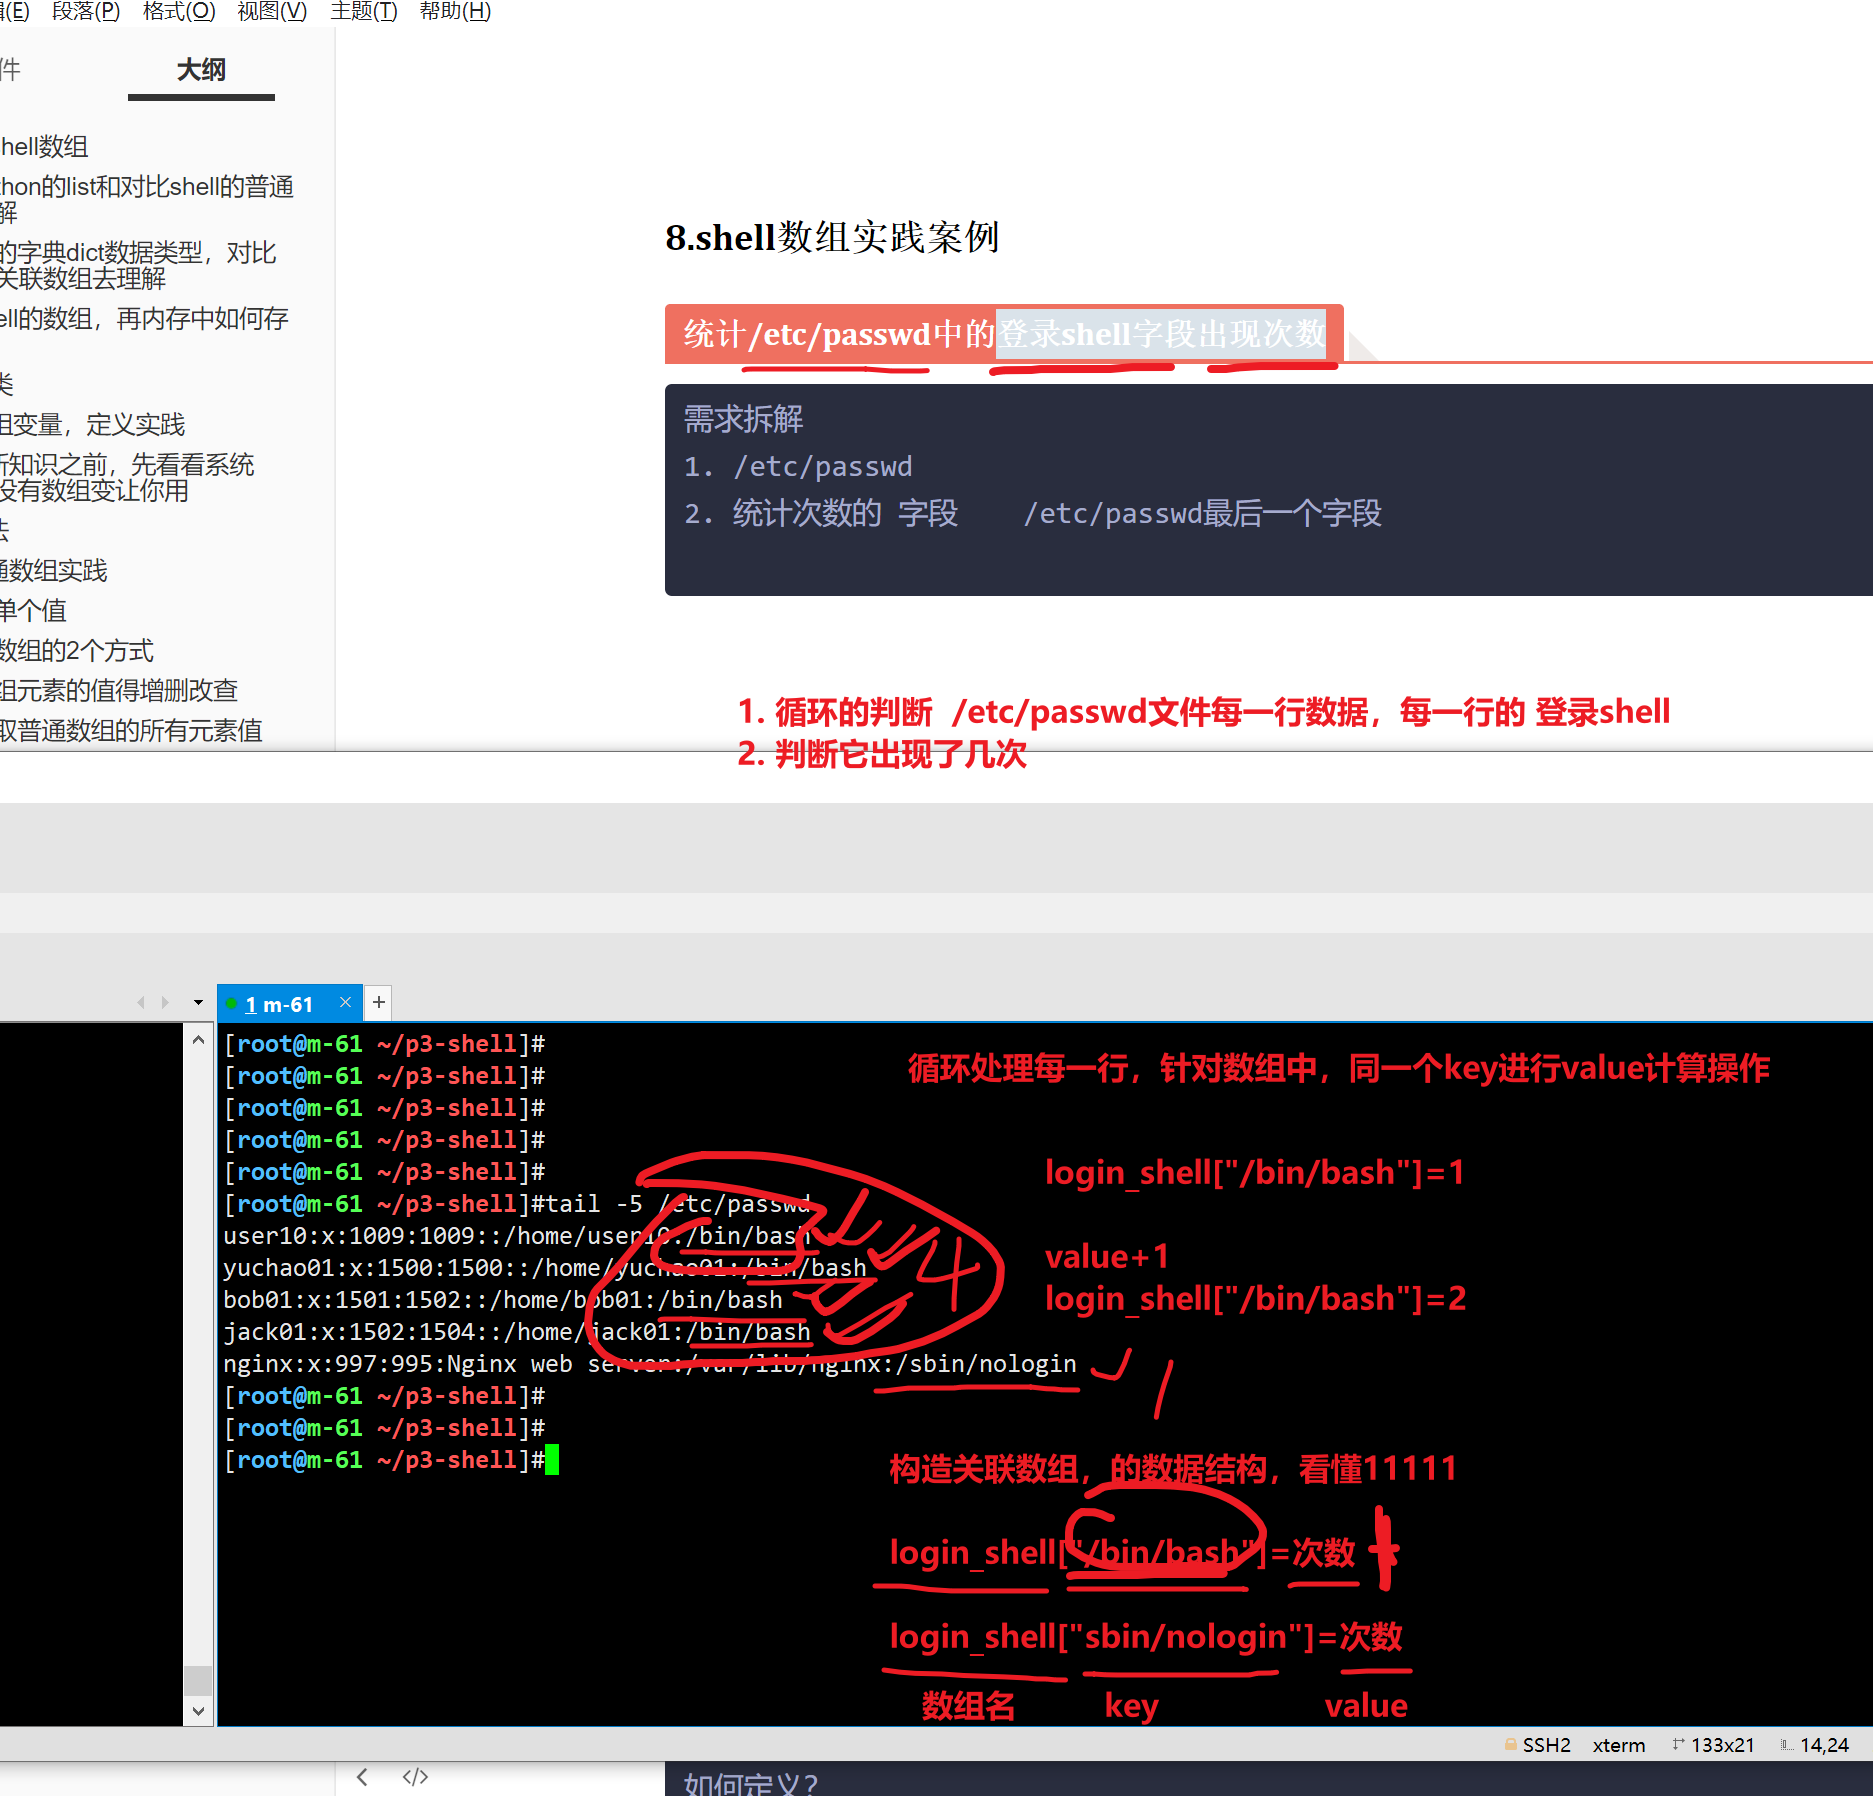 (E) 段落(P) 格式(O) 视图(V) 主题(T) 帮助(H)
件 大纲
hell数组
thon的list和对比shell的普通
解
的字典dict数据类型，对比
关联数组去理解
ell的数组，再内存中如何存
类
组变量，定义实践
新知识之前，先看看系统
没有数组变让你用
法
通数组实践
单个值
数组的2个方式
组元素的值得增删改查
取普通数组的所有元素值
8.shell数组实践案例
统计/etc/passwd中的登录shell字段出现次数
需求拆解
1. /etc/passwd
2. 统计次数的 字段 /etc/passwd最后一个字段
1. 循环的判断 /etc/passwd文件每一行数据，每一行的 登录shell
2. 判断它出现了几次
1 m-61 × +
[root@m-61 ~/p3-shell]#
[root@m-61 ~/p3-shell]#
[root@m-61 ~/p3-shell]#
[root@m-61 ~/p3-shell]#
[root@m-61 ~/p3-shell]#
[root@m-61 ~/p3-shell]#tail -5 /etc/passwd
user10:x:1009:1009::/home/user10:/bin/bash
yuchao01:x:1500:1500::/home/yuchao01:/bin/bash
bob01:x:1501:1502::/home/bob01:/bin/bash
jack01:x:1502:1504::/home/jack01:/bin/bash
nginx:x:997:995:Nginx web server:/var/lib/nginx:/sbin/nologin
[root@m-61 ~/p3-shell]#
[root@m-61 ~/p3-shell]#
[root@m-61 ~/p3-shell]#
4
1
循环处理每一行，针对数组中，同一个key进行value计算操作
login_shell["/bin/bash"]=1
value+1
login_shell["/bin/bash"]=2
构造关联数组，的数据结构，看懂11111
login_shell["/bin/bash"]=次数
login_shell["sbin/nologin"]=次数
数组名 key value
SSH2 xterm 133x21 14,24
< </>
如何定义？